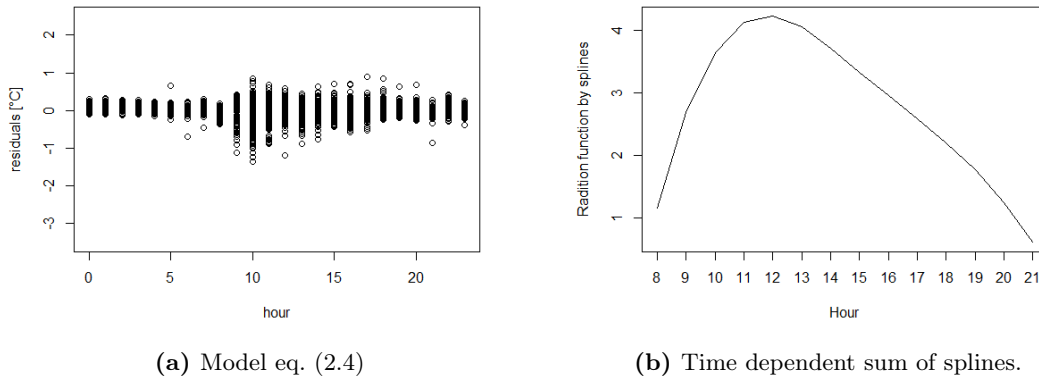 residuals [°C]
2
1
0
-1
-2
-3
0 5 10 15 20
hour
(a) Model eq. (2.4)
Radition function by splines
4
3
2
1
8 9 10 11 12 13 14 15 16 17 18 19 20 21
Hour
(b) Time dependent sum of splines.